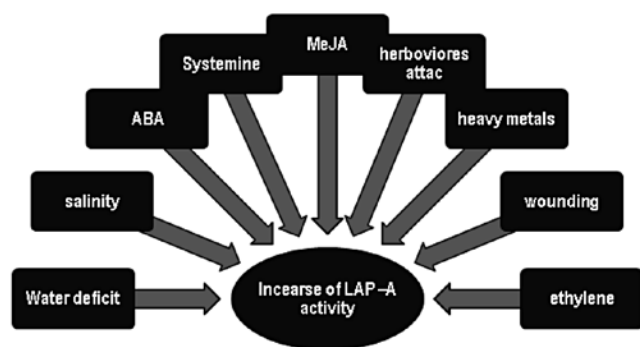 MeJA
Systemine
herboviores
attac
ABA
heavy metals
salinity
wounding
Water deficit
Incearse of LAP–A
activity
ethylene